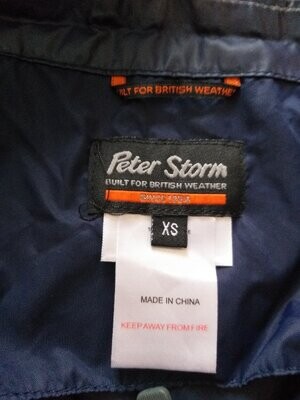 BUILT FOR BRITISH WEATHER
Peter Storm
BUILT FOR BRITISH WEATHER
XS
MADE IN CHINA
KEEP AWAY FROM FIRE